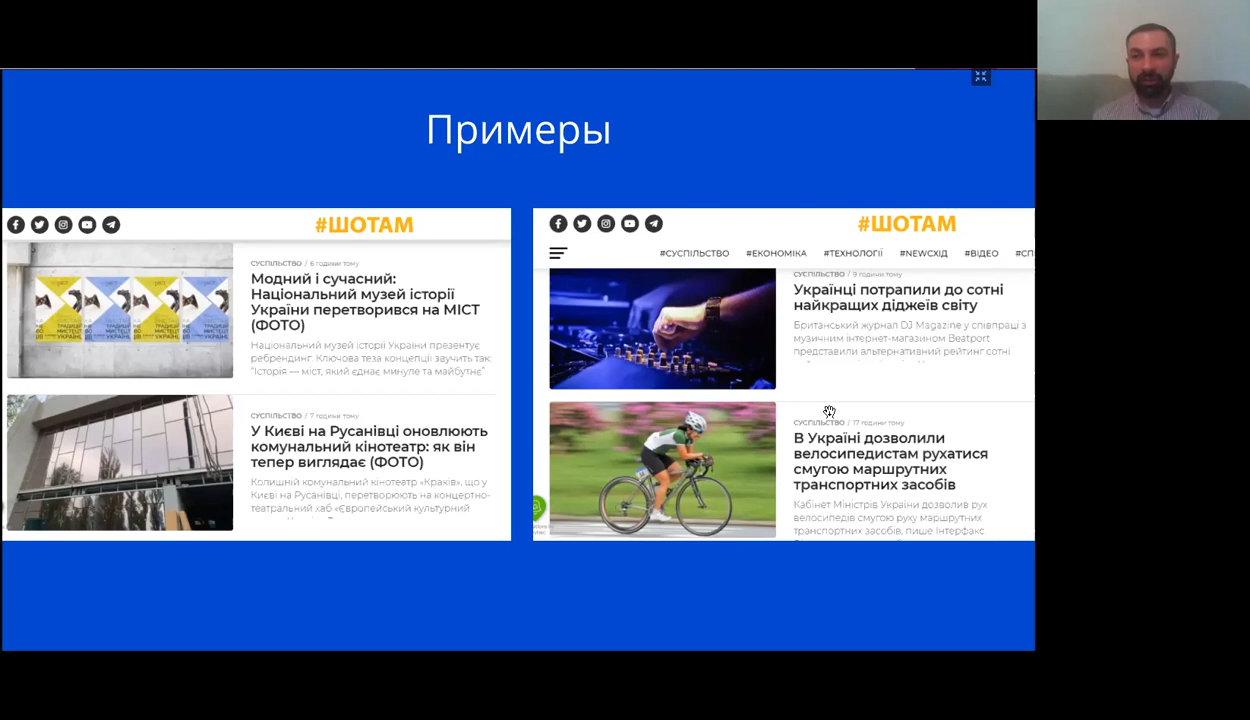 Примеры
#ШОТАМ
СУСПІЛЬСТВО / 6 години тому
Модний і сучасний:
Національний музей історії
України перетворився на МІСТ
(ФОТО)
Національний музей історії України презентує
ребрендинг. Ключова теза концепції звучить так:
"Історія — міст, який єднає минуле та майбутнє"
СУСПІЛЬСТВО / 7 години тому
У Києві на Русанівці оновлюють
комунальний кінотеатр: як він
тепер виглядає (ФОТО)
Колишній комунальний кінотеатр «Краків», що у
Києві на Русанівці, перетворюють на концертно-
театральний хаб «Європейський культурний
#ШОТАМ
#СУСПІЛЬСТВО #ЕКОНОМІКА #ТЕХНОЛОГІЇ #NEWСХІД #ВІДЕО #СП
СУСПІЛЬСТВО / 9 години тому
Українці потрапили до сотні
найкращих діджеїв світу
Британський журнал DJ Magazine у співпраці з
музичним інтернет-магазином Beatport
представили альтернативний рейтинг сотні
СУСПІЛЬСТВО / 17 години тому
В Україні дозволили
велосипедистам рухатися
смугою маршрутних
транспортних засобів
Кабінет Міністрів України дозволив рух
велосипедів смугою руху маршрутних
транспортних засобів, пише Інтерфакс.